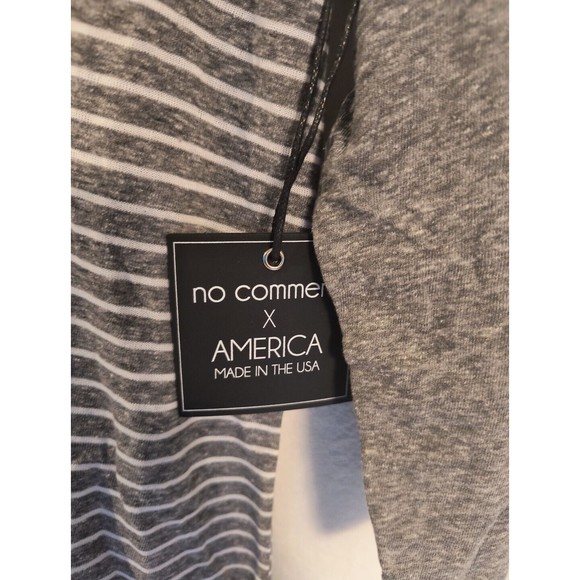 no commen
X
AMERICA
MADE IN THE USA